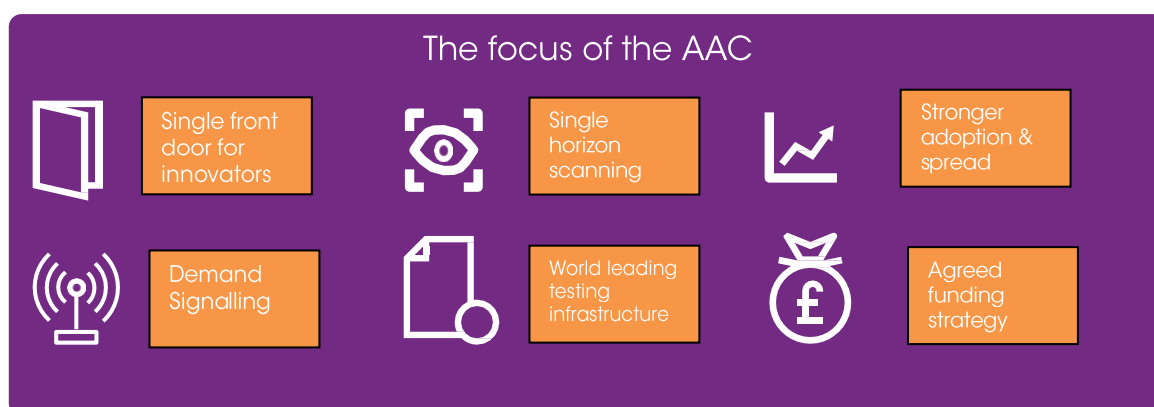 The focus of the AAC
Single front
door for
innovators
Single
horizon
scanning
Stronger
adoption &
spread
Demand
Signalling
World leading
testing
infrastructure
£
Agreed
funding
strategy